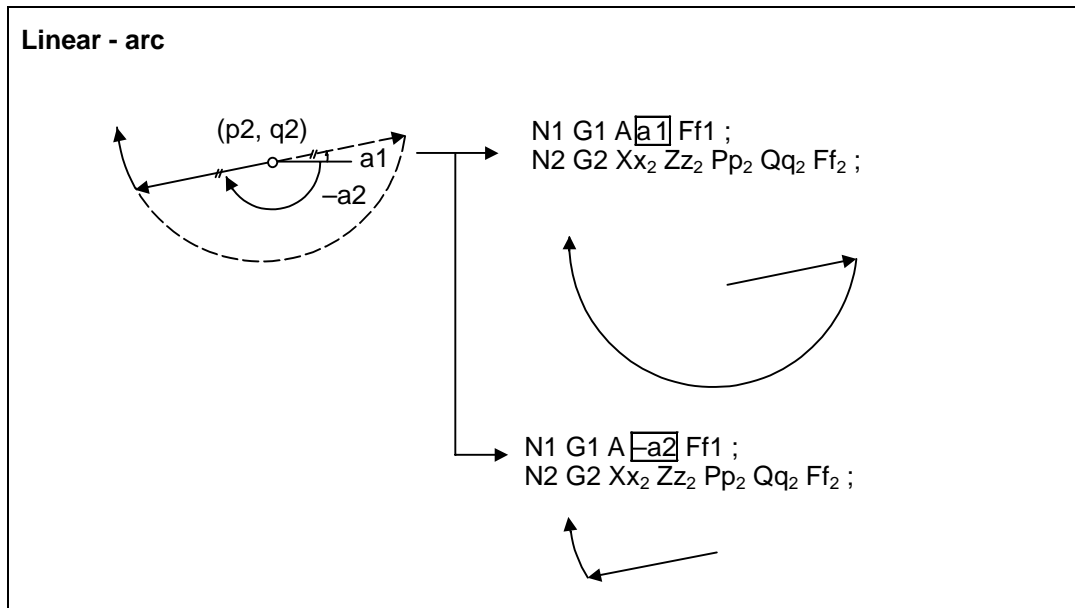 Linear - arc
(p2, q2)
a1
–a2
N1 G1 A a1 Ff1 ;
N2 G2 Xx₂ Zz₂ Pp₂ Qq₂ Ff₂ ;
N1 G1 A –a2 Ff1 ;
N2 G2 Xx₂ Zz₂ Pp₂ Qq₂ Ff₂ ;